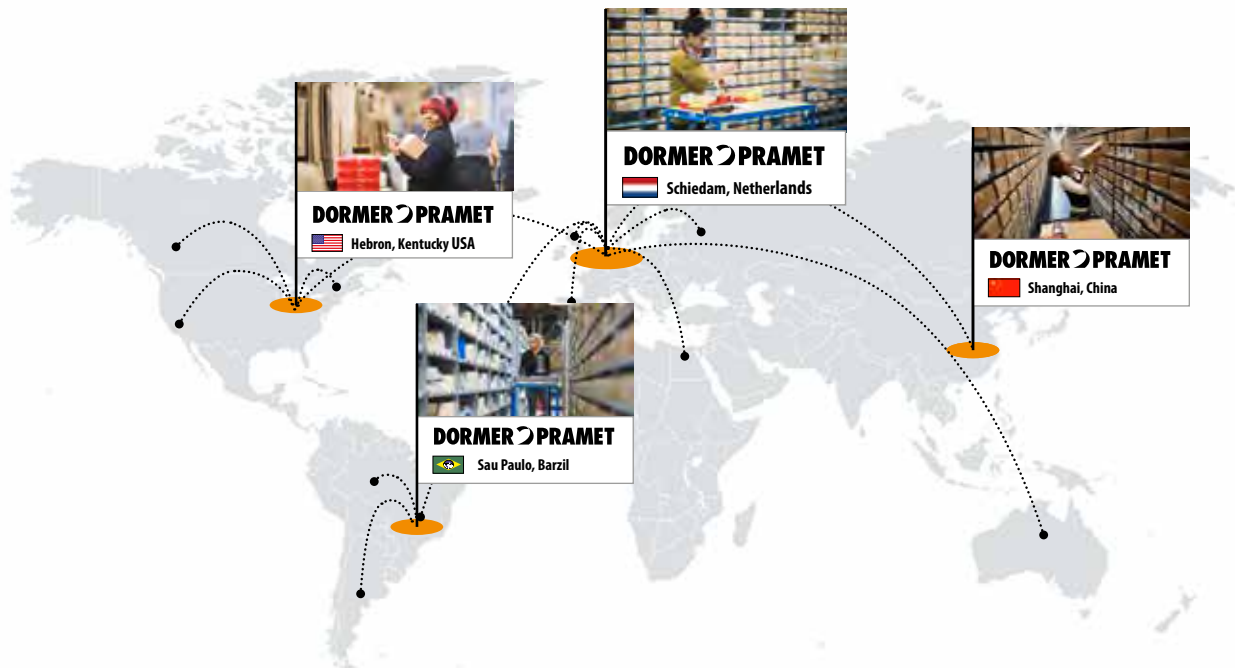 DORMER PRAMET
Hebron, Kentucky USA
DORMER PRAMET
Schiedam, Netherlands
DORMER PRAMET
Shanghai, China
DORMER PRAMET
Sau Paulo, Barzil